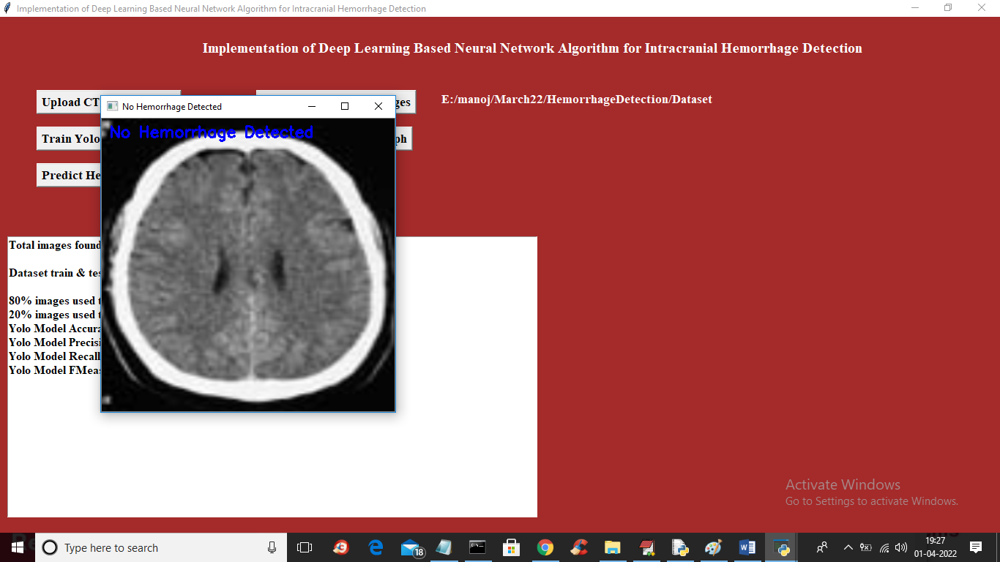 Implementation of Deep Learning Based Neural Network Algorithm for Intracranial Hemorrhage Detection
Implementation of Deep Learning Based Neural Network Algorithm for Intracranial Hemorrhage Detection
Upload CT
ges
E:/manoj/March22/HemorrhageDetection/Dataset
No Hemorrhage Detected
No Hemorrhage Detected
Train Yolo
ph
Predict He
Total images found
Dataset train & tes
80% images used t
20% images used t
Yolo Model Accura
Yolo Model Precisi
Yolo Model Recall
Yolo Model FMeas
Activate Windows
Go to Settings to activate Windows.
Type here to search
18
19:27
01-04-2022